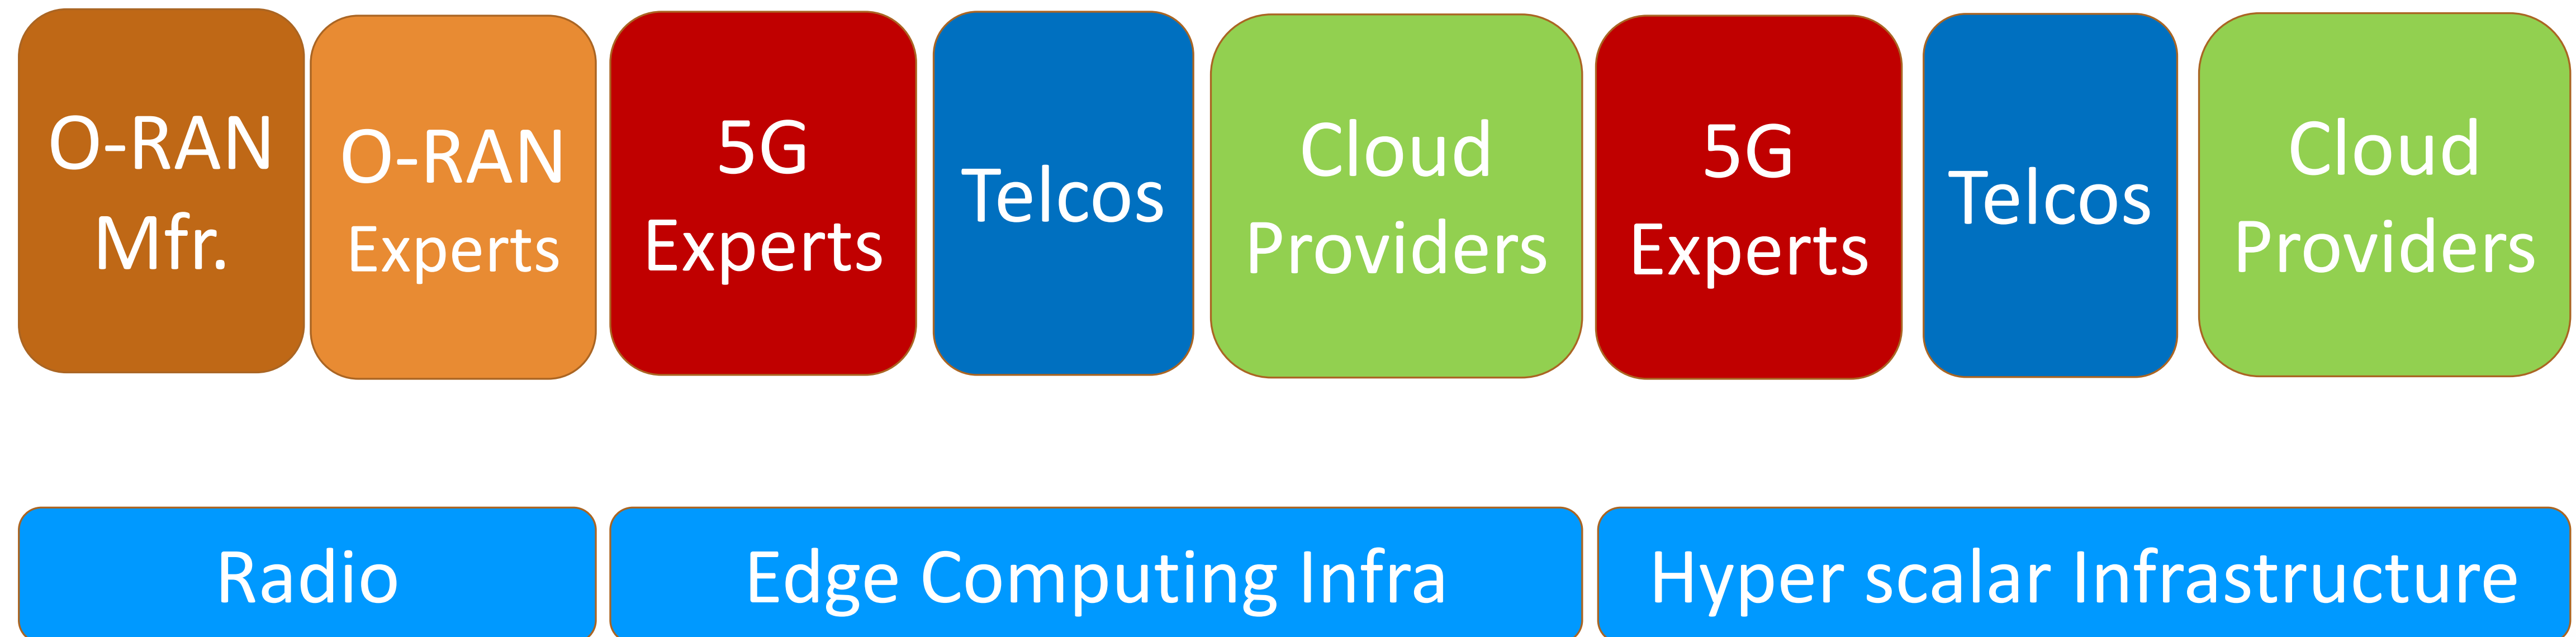 O-RAN
Mfr.
O-RAN
Experts
5G
Experts
Telcos
Cloud
Providers
5G
Experts
Telcos
Cloud
Providers
Radio
Edge Computing Infra
Hyper scalar Infrastructure